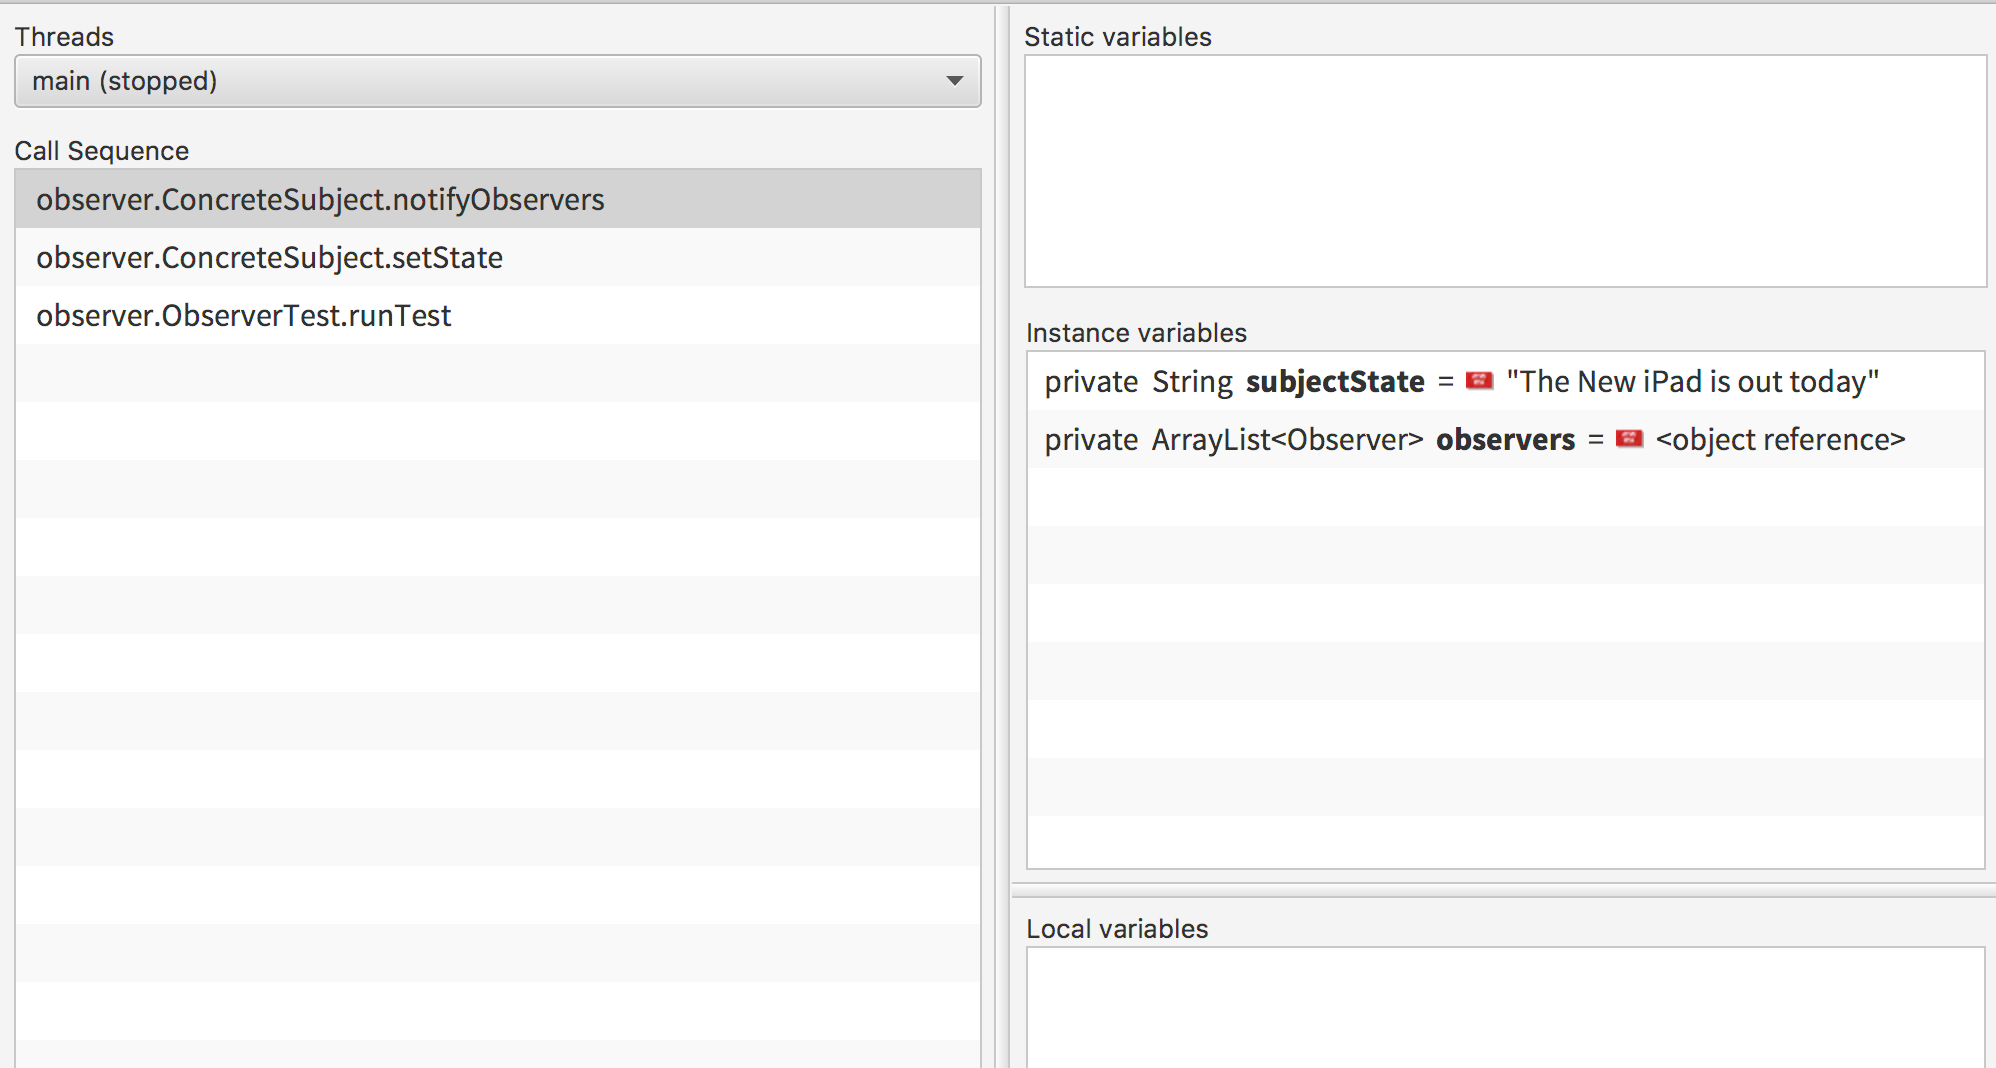 Threads
main (stopped)
Call Sequence
observer.ConcreteSubject.notifyObservers
observer.ConcreteSubject.setState
observer.ObserverTest.runTest
Static variables
Instance variables
private String subjectState = "The New iPad is out today"
private ArrayList<Observer> observers = <object reference>
Local variables